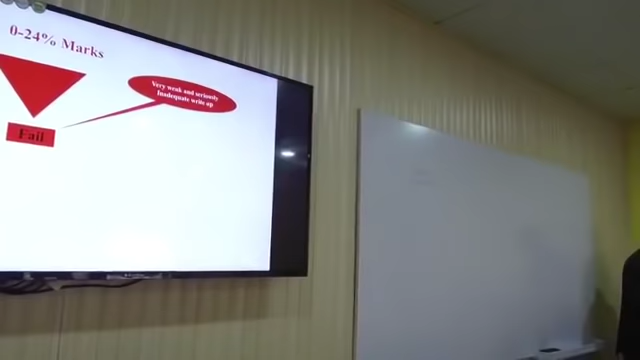 0-24% Marks
Very weak and seriously
Inadequate write up
Fail